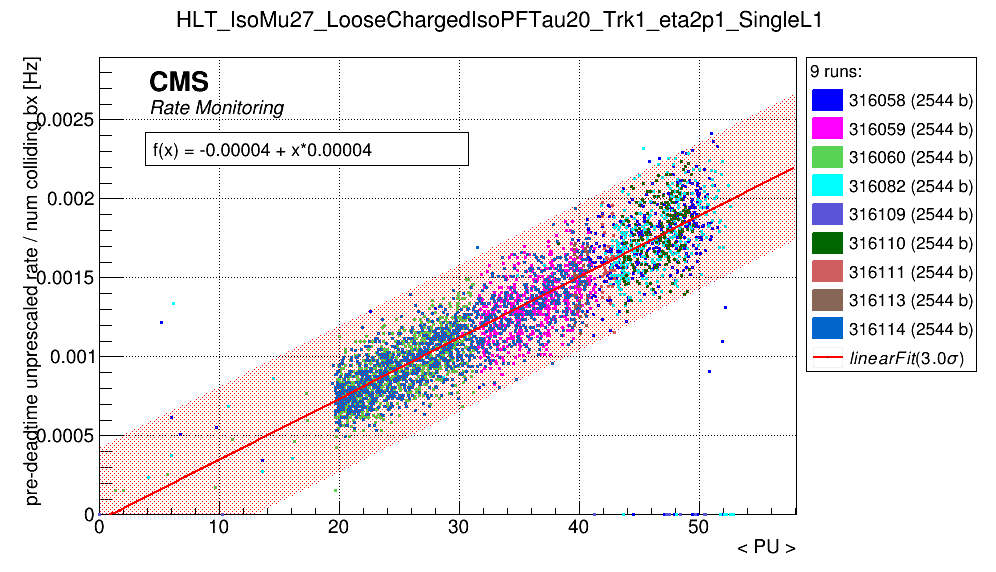 HLT_IsoMu27_LooseChargedIsoPFTau20_Trk1_eta2p1_SingleL1
pre-deadtime unprescaled rate / num colliding bx [Hz]
CMS
Rate Monitoring
f(x) = -0.00004 + x*0.00004
0.0025
0.002
0.0015
0.001
0.0005
0
0 10 20 30 40 50
< PU >
9 runs:
316058 (2544 b)
316059 (2544 b)
316060 (2544 b)
316082 (2544 b)
316109 (2544 b)
316110 (2544 b)
316111 (2544 b)
316113 (2544 b)
316114 (2544 b)
linearFit(3.0σ)